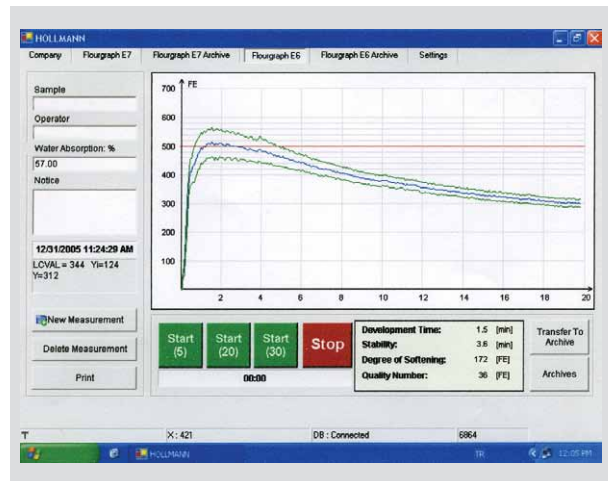 HOLLMANN
Company Flourgraph E7 Flourgraph E7 Archive Flourgraph E6 Flourgraph E6 Archive Settings
Sample
Operator
Water Absorption: %
57.00
Notice
12/31/2005 11:24:29 AM
LCVAL = 344 Yi=124
Y=312
New Measurement
Delete Measurement
Print
FE
700
600
500
400
300
200
100
2 4 6 8 10 12 14 16 18 20
Start (5)
Start (20)
Start (30)
Stop
00:00
Development Time: 1.5 [min]
Stability: 3.6 [min]
Degree of Softening: 172 [FE]
Quality Number: 36 [FE]
Transfer To
Archive
Archives
X : 421 DB : Connected 6864
HOLLMANN TR 12:05 PM